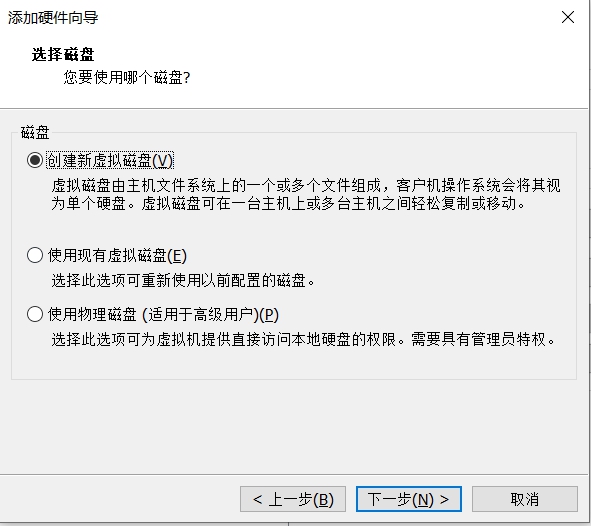 添加硬件向导
选择磁盘
您要使用哪个磁盘?
磁盘
创建新虚拟磁盘(V)
虚拟磁盘由主机文件系统上的一个或多个文件组成，客户机操作系统会将其视
为单个硬盘。虚拟磁盘可在一台主机上或多台主机之间轻松复制或移动。
使用现有虚拟磁盘(E)
选择此选项可重新使用以前配置的磁盘。
使用物理磁盘 (适用于高级用户)(P)
选择此选项可为虚拟机提供直接访问本地硬盘的权限。需要具有管理员特权。
< 上一步(B) 下一步(N) > 取消